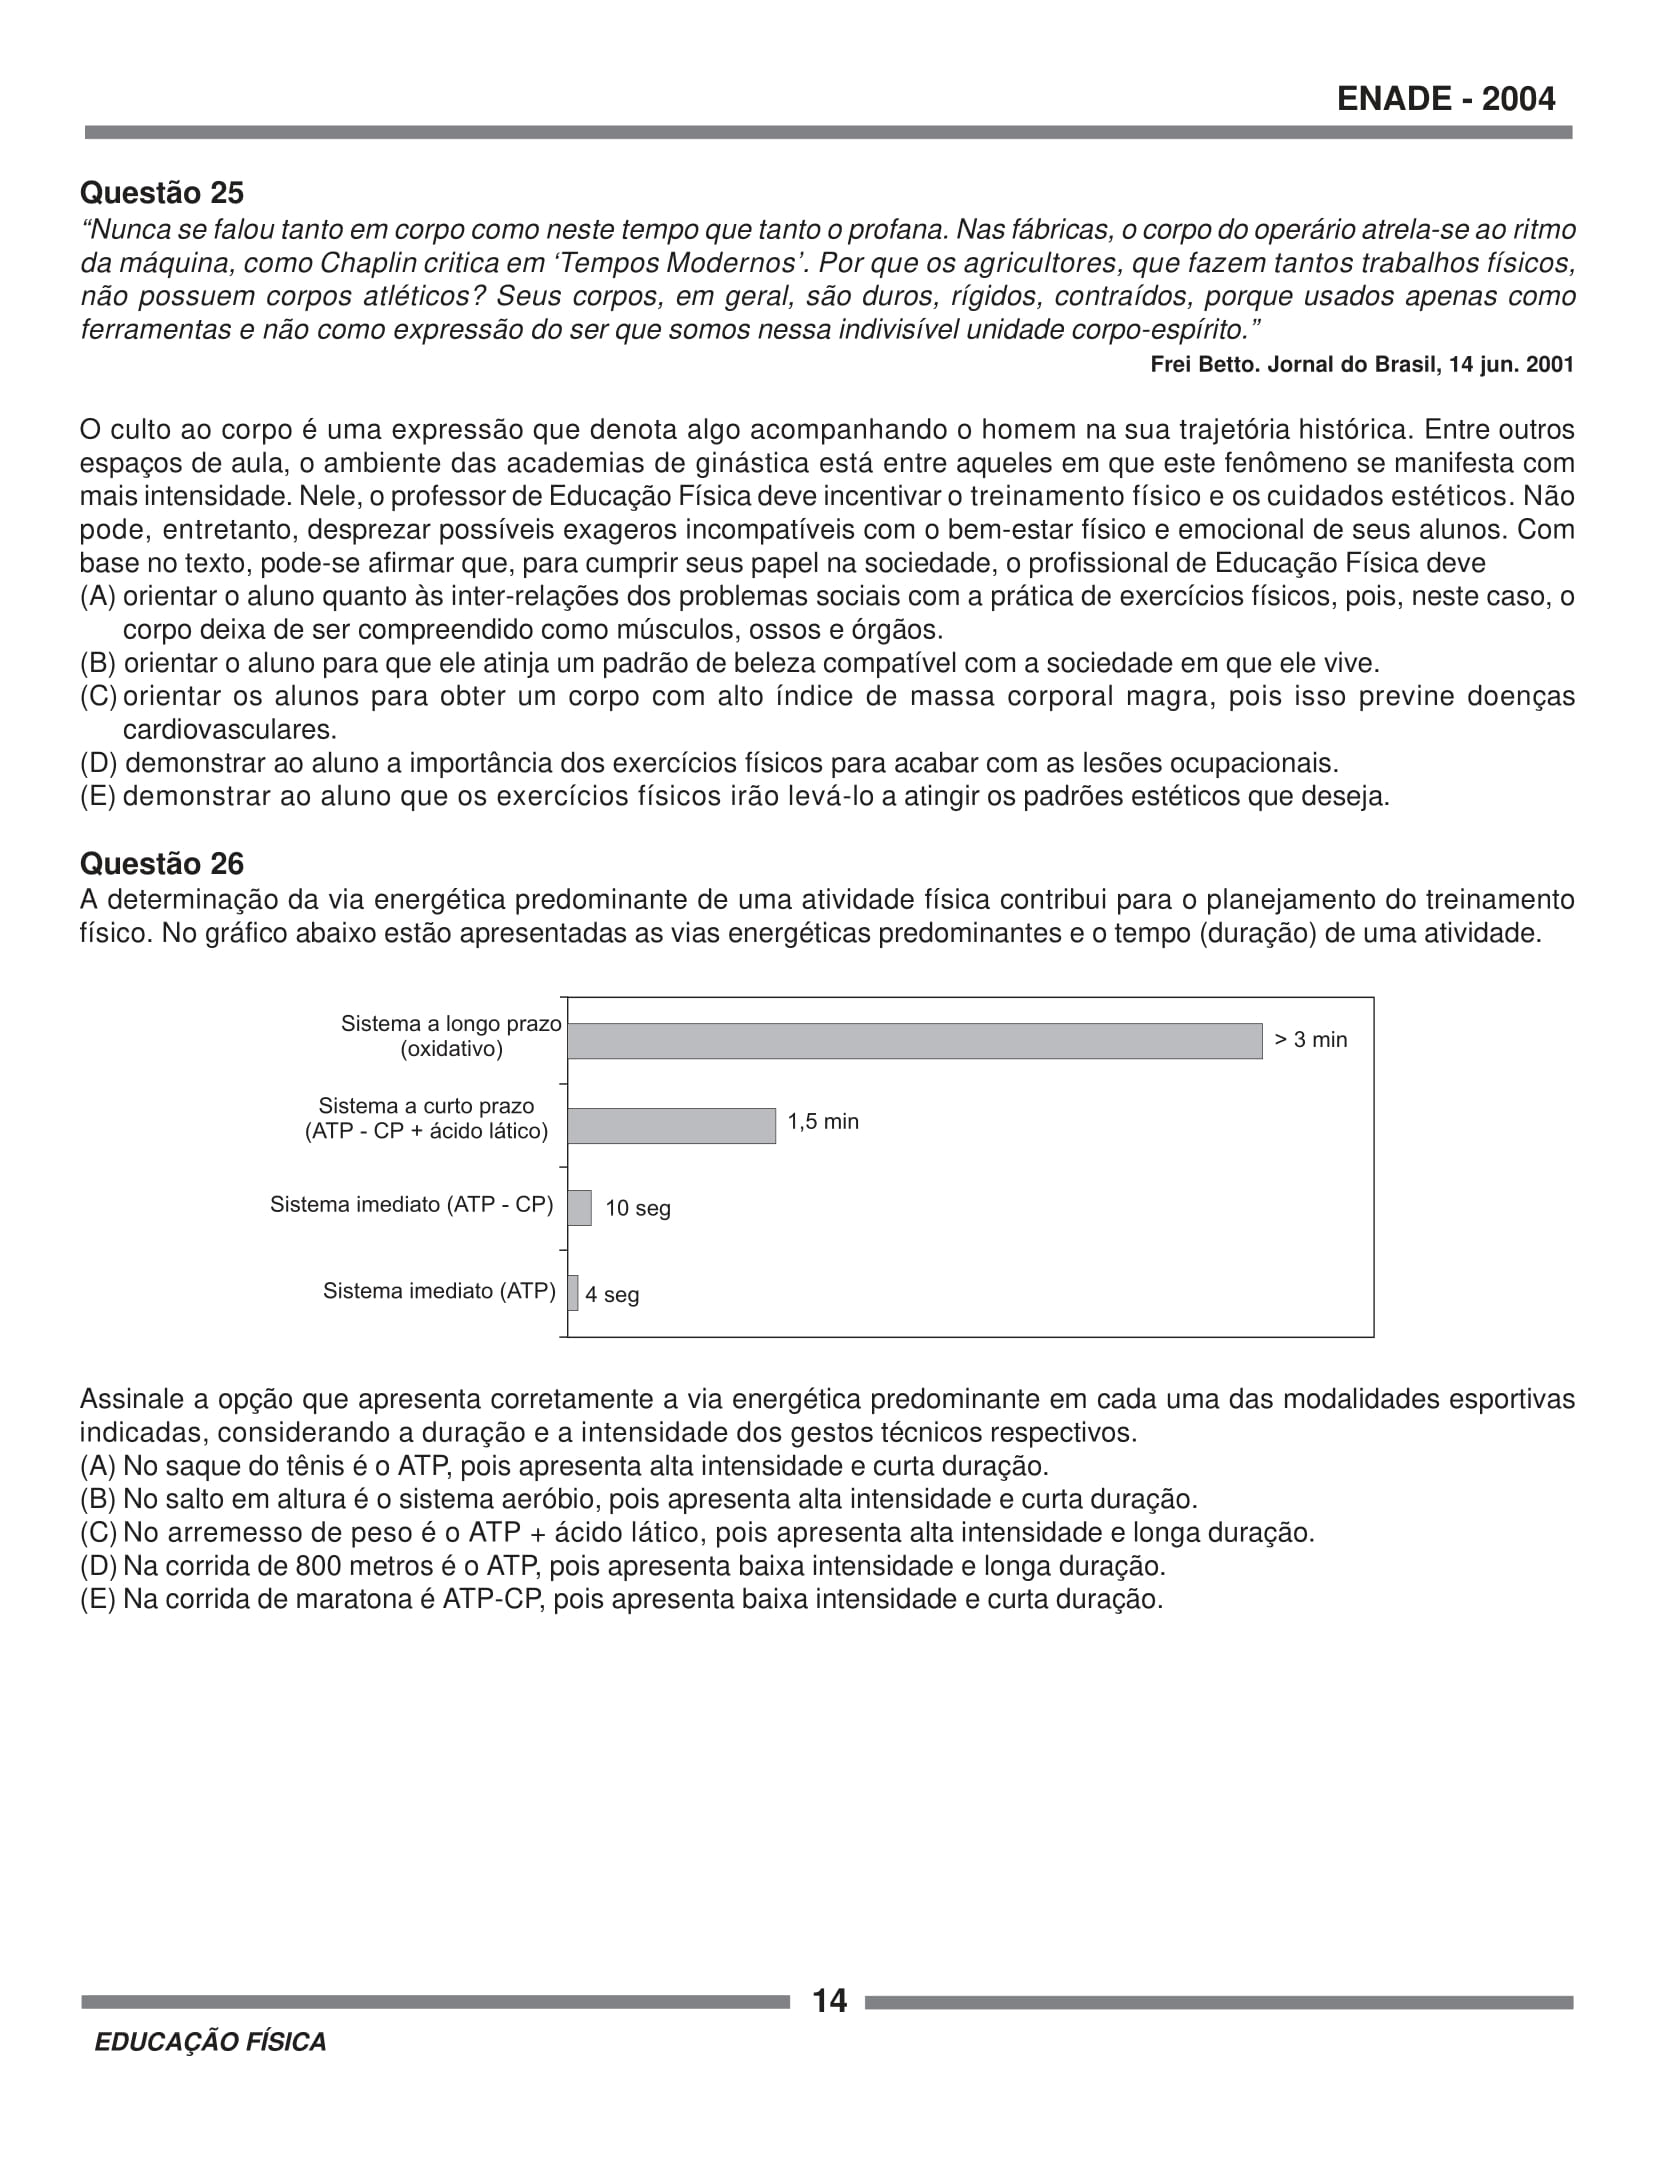 ENADE - 2004
Questão 25
“Nunca se falou tanto em corpo como neste tempo que tanto o profana. Nas fábricas, o corpo do operário atrela-se ao ritmo
da máquina, como Chaplin critica em ‘Tempos Modernos’. Por que os agricultores, que fazem tantos trabalhos físicos,
não possuem corpos atléticos? Seus corpos, em geral, são duros, rígidos, contraídos, porque usados apenas como
ferramentas e não como expressão do ser que somos nessa indivisível unidade corpo-espírito.”
Frei Betto. Jornal do Brasil, 14 jun. 2001
O culto ao corpo é uma expressão que denota algo acompanhando o homem na sua trajetória histórica. Entre outros
espaços de aula, o ambiente das academias de ginástica está entre aqueles em que este fenômeno se manifesta com
mais intensidade. Nele, o professor de Educação Física deve incentivar o treinamento físico e os cuidados estéticos. Não
pode, entretanto, desprezar possíveis exageros incompatíveis com o bem-estar físico e emocional de seus alunos. Com
base no texto, pode-se afirmar que, para cumprir seus papel na sociedade, o profissional de Educação Física deve
(A) orientar o aluno quanto às inter-relações dos problemas sociais com a prática de exercícios físicos, pois, neste caso, o
corpo deixa de ser compreendido como músculos, ossos e órgãos.
(B) orientar o aluno para que ele atinja um padrão de beleza compatível com a sociedade em que ele vive.
(C) orientar os alunos para obter um corpo com alto índice de massa corporal magra, pois isso previne doenças
cardiovasculares.
(D) demonstrar ao aluno a importância dos exercícios físicos para acabar com as lesões ocupacionais.
(E) demonstrar ao aluno que os exercícios físicos irão levá-lo a atingir os padrões estéticos que deseja.
Questão 26
A determinação da via energética predominante de uma atividade física contribui para o planejamento do treinamento
físico. No gráfico abaixo estão apresentadas as vias energéticas predominantes e o tempo (duração) de uma atividade.
Sistema a longo prazo
(oxidativo)
> 3 min
Sistema a curto prazo
(ATP - CP + ácido lático)
1,5 min
Sistema imediato (ATP - CP)
10 seg
Sistema imediato (ATP)
4 seg
Assinale a opção que apresenta corretamente a via energética predominante em cada uma das modalidades esportivas
indicadas, considerando a duração e a intensidade dos gestos técnicos respectivos.
(A) No saque do tênis é o ATP, pois apresenta alta intensidade e curta duração.
(B) No salto em altura é o sistema aeróbio, pois apresenta alta intensidade e curta duração.
(C) No arremesso de peso é o ATP + ácido lático, pois apresenta alta intensidade e longa duração.
(D) Na corrida de 800 metros é o ATP, pois apresenta baixa intensidade e longa duração.
(E) Na corrida de maratona é ATP-CP, pois apresenta baixa intensidade e curta duração.
14
EDUCAÇÃO FÍSICA